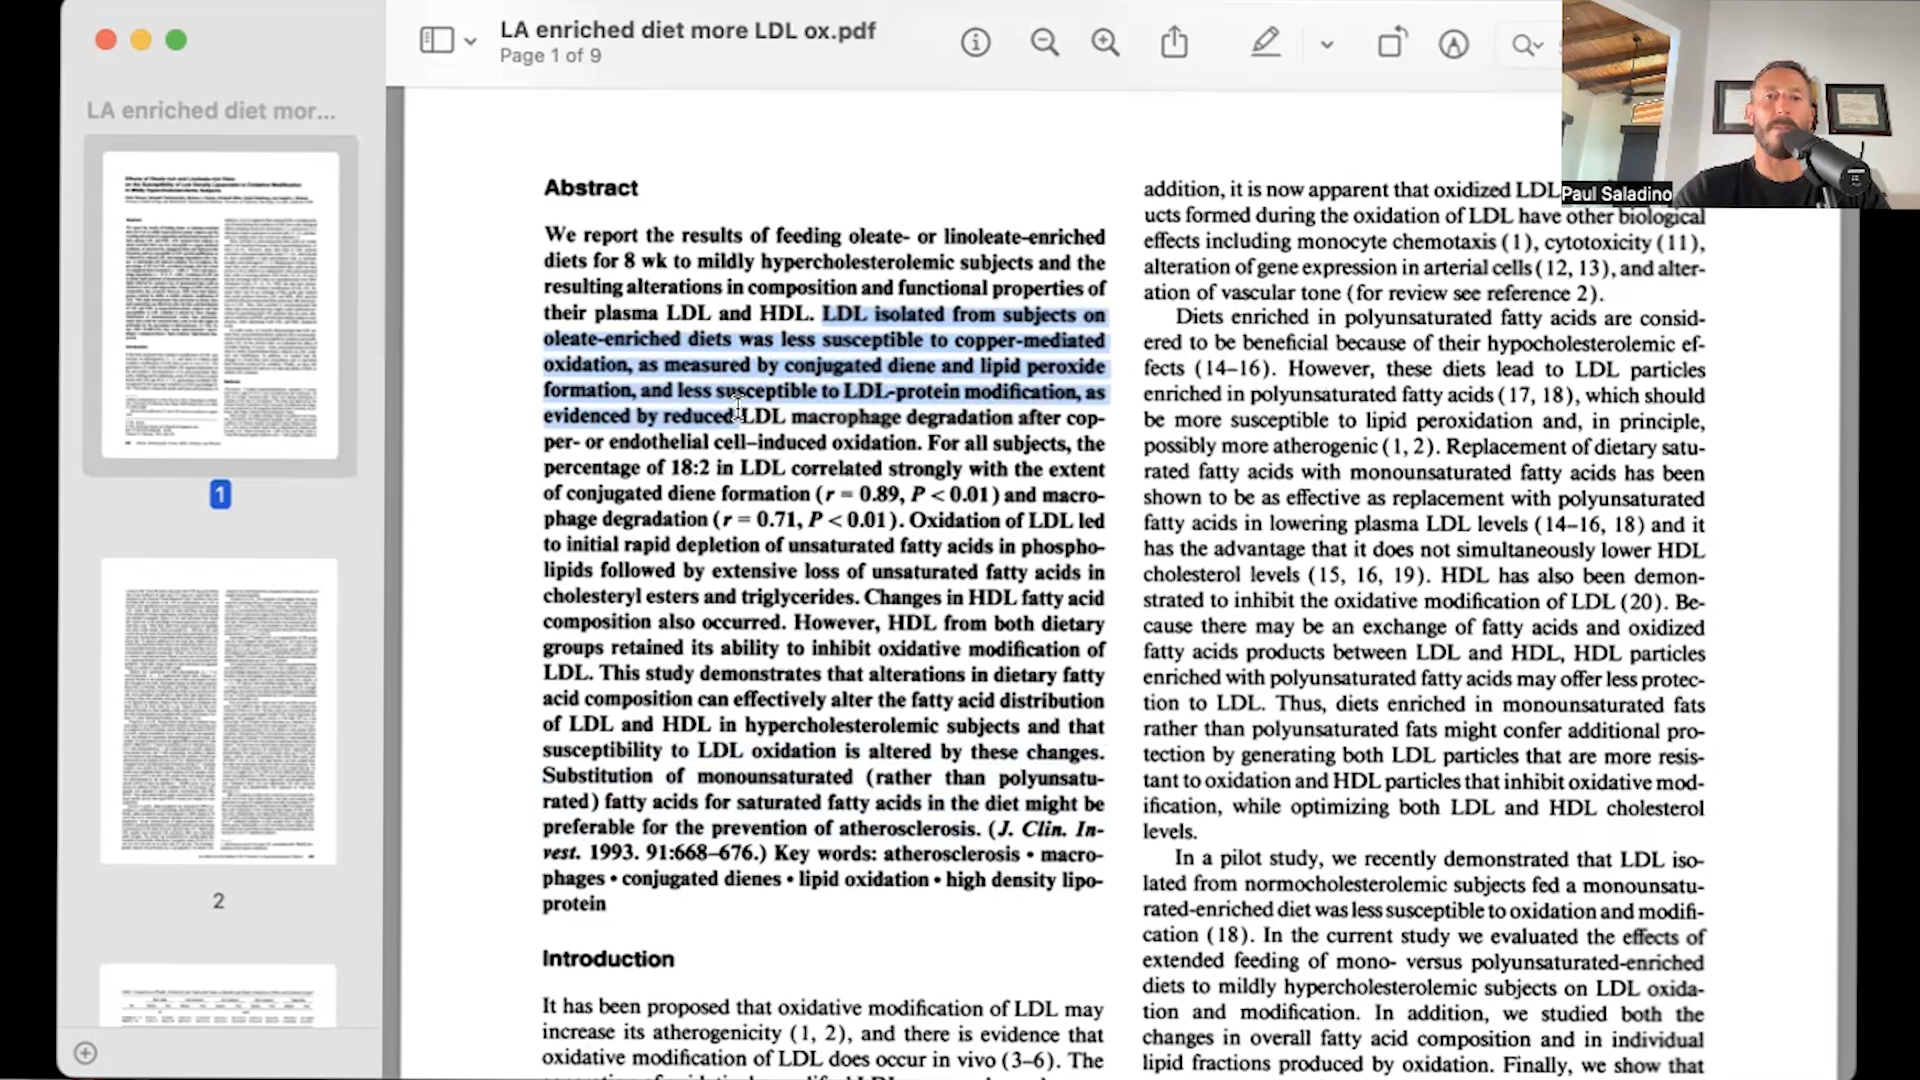 LA enriched diet more LDL ox.pdf
Page 1 of 9
LA enriched diet mor...
1
2
Paul Saladino
Abstract
We report the results of feeding oleate- or linoleate-enriched
diets for 8 wk to mildly hypercholesterolemic subjects and the
resulting alterations in composition and functional properties of
their plasma LDL and HDL. LDL isolated from subjects on
oleate-enriched diets was less susceptible to copper-mediated
oxidation, as measured by conjugated diene and lipid peroxide
formation, and less susceptible to LDL-protein modification, as
evidenced by reduced LDL macrophage degradation after cop-
per- or endothelial cell–induced oxidation. For all subjects, the
percentage of 18:2 in LDL correlated strongly with the extent
of conjugated diene formation (r = 0.89, P < 0.01) and macro-
phage degradation (r = 0.71, P < 0.01). Oxidation of LDL led
to initial rapid depletion of unsaturated fatty acids in phospho-
lipids followed by extensive loss of unsaturated fatty acids in
cholesteryl esters and triglycerides. Changes in HDL fatty acid
composition also occurred. However, HDL from both dietary
groups retained its ability to inhibit oxidative modification of
LDL. This study demonstrates that alterations in dietary fatty
acid composition can effectively alter the fatty acid distribution
of LDL and HDL in hypercholesterolemic subjects and that
susceptibility to LDL oxidation is altered by these changes.
Substitution of monounsaturated (rather than polyunsatu-
rated) fatty acids for saturated fatty acids in the diet might be
preferable for the prevention of atherosclerosis. (J. Clin. In-
vest. 1993. 91:668–676.) Key words: atherosclerosis • macro-
phages • conjugated dienes • lipid oxidation • high density lipo-
protein
Introduction
It has been proposed that oxidative modification of LDL may
increase its atherogenicity (1, 2), and there is evidence that
oxidative modification of LDL does occur in vivo (3–6). The
addition, it is now apparent that oxidized LDL
ucts formed during the oxidation of LDL have other biological
effects including monocyte chemotaxis (1), cytotoxicity (11),
alteration of gene expression in arterial cells (12, 13), and alter-
ation of vascular tone (for review see reference 2).
Diets enriched in polyunsaturated fatty acids are consid-
ered to be beneficial because of their hypocholesterolemic ef-
fects (14–16). However, these diets lead to LDL particles
enriched in polyunsaturated fatty acids (17, 18), which should
be more susceptible to lipid peroxidation and, in principle,
possibly more atherogenic (1, 2). Replacement of dietary satu-
rated fatty acids with monounsaturated fatty acids has been
shown to be as effective as replacement with polyunsaturated
fatty acids in lowering plasma LDL levels (14–16, 18) and it
has the advantage that it does not simultaneously lower HDL
cholesterol levels (15, 16, 19). HDL has also been demon-
strated to inhibit the oxidative modification of LDL (20). Be-
cause there may be an exchange of fatty acids and oxidized
fatty acids products between LDL and HDL, HDL particles
enriched with polyunsaturated fatty acids may offer less protec-
tion to LDL. Thus, diets enriched in monounsaturated fats
rather than polyunsaturated fats might confer additional pro-
tection by generating both LDL particles that are more resis-
tant to oxidation and HDL particles that inhibit oxidative mod-
ification, while optimizing both LDL and HDL cholesterol
levels.
In a pilot study, we recently demonstrated that LDL iso-
lated from normocholesterolemic subjects fed a monounsatu-
rated-enriched diet was less susceptible to oxidation and modifi-
cation (18). In the current study we evaluated the effects of
extended feeding of mono- versus polyunsaturated-enriched
diets to mildly hypercholesterolemic subjects on LDL oxida-
tion and modification. In addition, we studied both the
changes in overall fatty acid composition and in individual
lipid fractions produced by oxidation. Finally, we show that